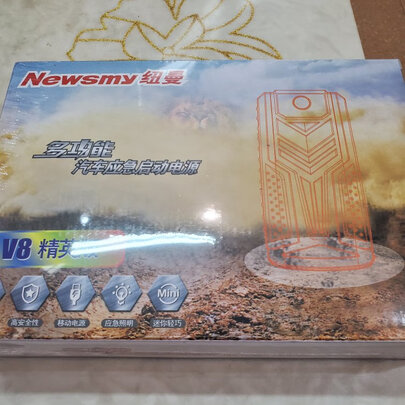 Newsmy 纽曼
多功能
汽车应急启动电源
V8 精英
高安全性
移动电源
应急照明
Mini
迷你轻巧